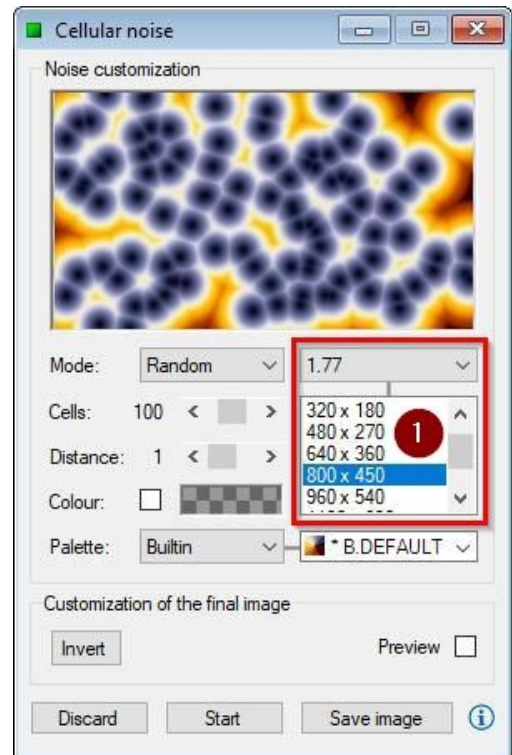 Cellular noise
Noise customization
Mode: Random 1.77
320 x 180
Cells: 100 < >
480 x 270
1
640 x 360
Distance: 1 < >
800 x 450
Colour:
960 x 540
Palette: Builtin * B.DEFAULT
Customization of the final image
Invert Preview
Discard Start Save image